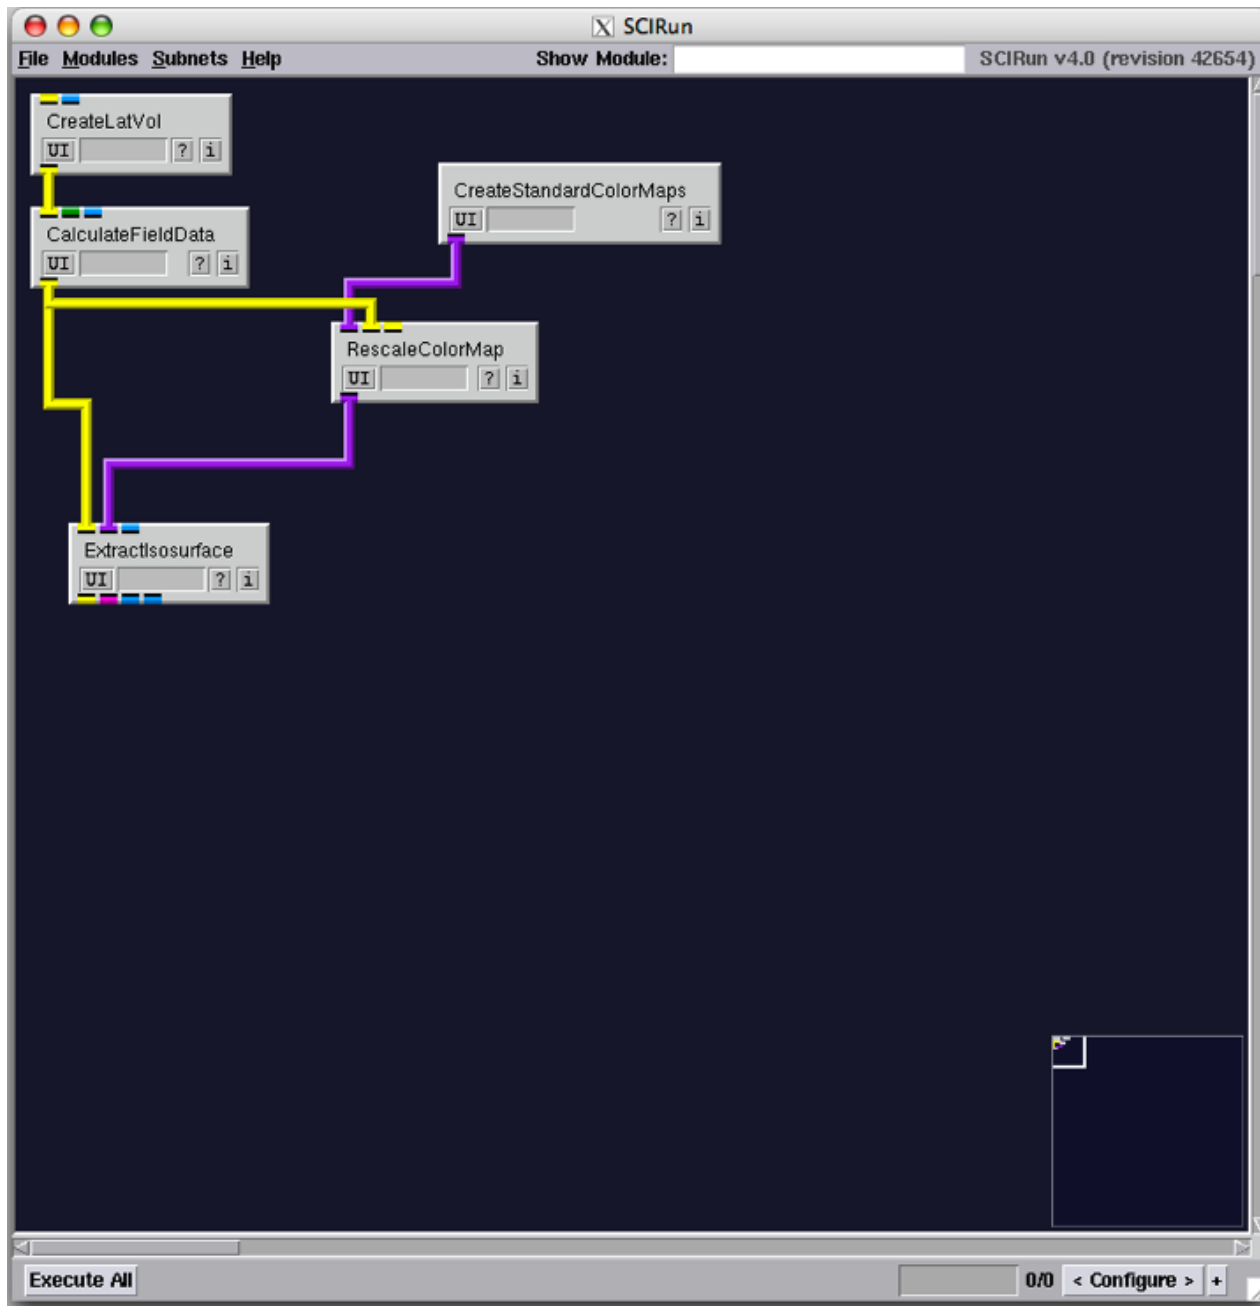 SCIRun
File Modules Subnets Help Show Module: SCIRun v4.0 (revision 42654)
CreateLatVol
UI ? i
CreateStandardColorMaps
UI ? i
CalculateFieldData
UI ? i
RescaleColorMap
UI ? i
ExtractIsosurface
UI ? i
Execute All 0/0 < Configure > +